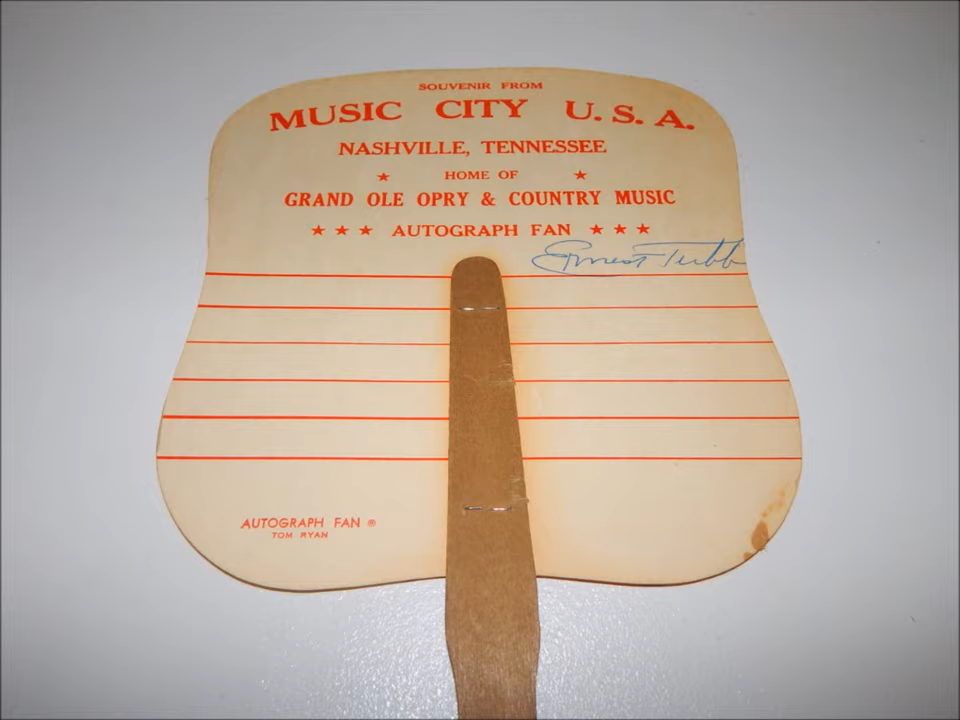 SOUVENIR FROM
MUSIC CITY U.S.A.
NASHVILLE, TENNESSEE
★ HOME OF ★
GRAND OLE OPRY & COUNTRY MUSIC
★ ★ ★ AUTOGRAPH FAN ★ ★ ★
Ernest Tubb
AUTOGRAPH FAN ®
TOM RYAN